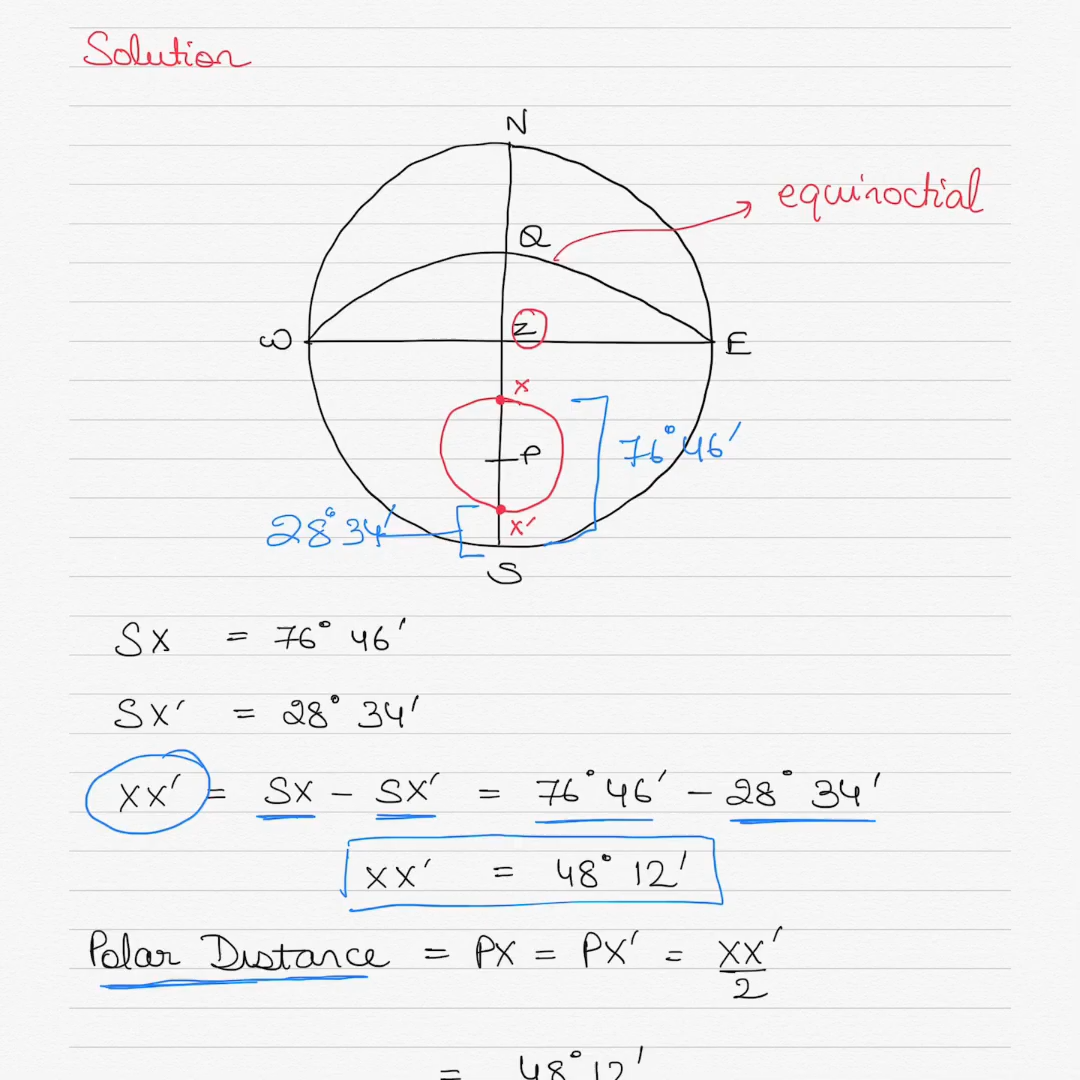 Solution
N
equinoctial
Q
W
Z
E
x
76° 46'
P
28° 34'
x'
S
SX = 76° 46'
SX' = 28° 34'
XX' = SX - SX' = 76° 46' - 28° 34'
XX' = 48° 12'
Polar Distance = PX = PX' = XX'
2
= 48° 12'